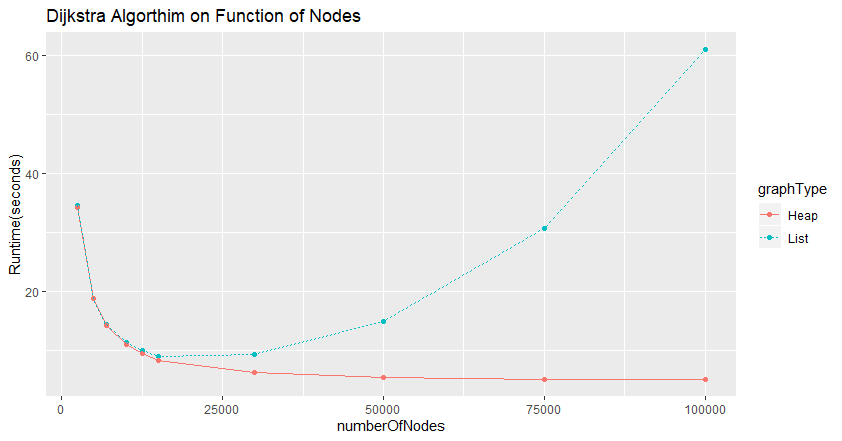 Dijkstra Algorthim on Function of Nodes
Runtime(seconds)
60
40
20
0
25000
50000
75000
100000
numberOfNodes
graphType
Heap
List